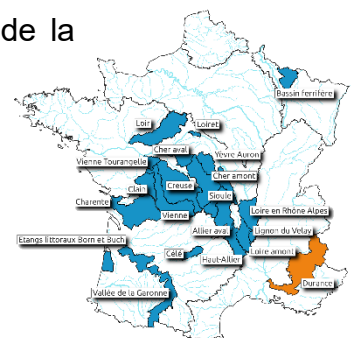 de la
Bassin ferrifère
Loir
Loiret
Cher aval
Yèvre Auron
Vienne Tourangelle
Cher amont
Clain
Creuse
Sioule
Charente
Loire en Rhône Alpes
Vienne
Allier aval
Lignon du Velay
Etangs littoraux Born et Buch
Célé
Haut-Allier
Loire amont
Durance
Vallée de la Garonne